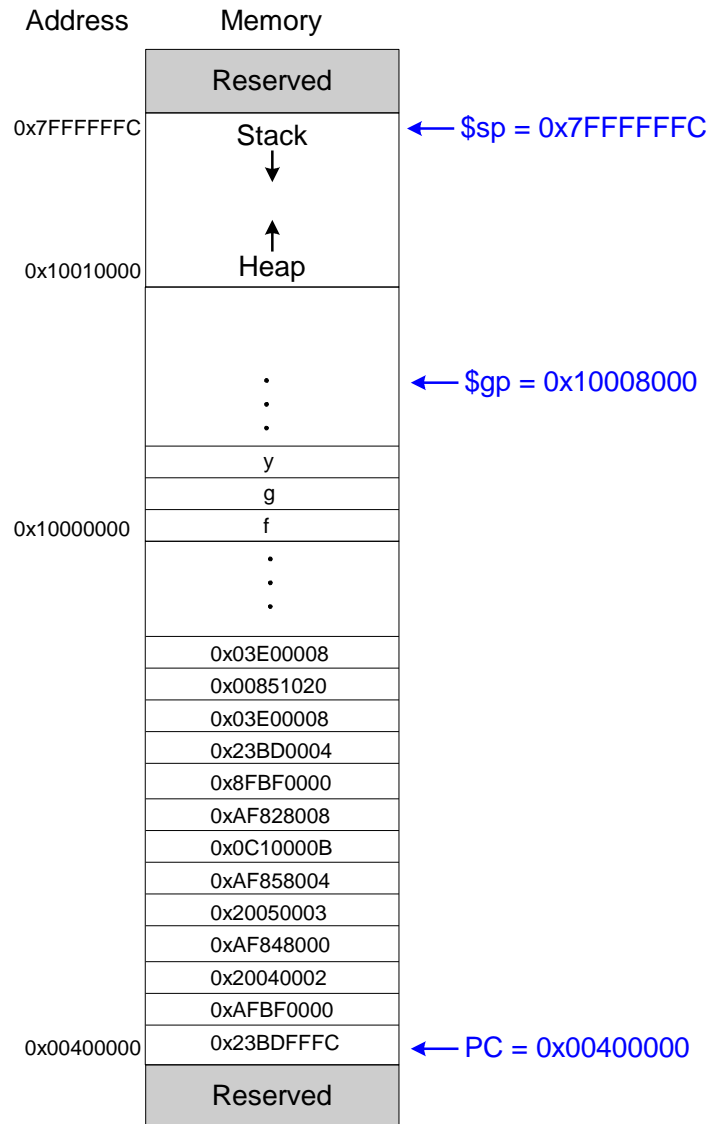 Address Memory
Reserved
0x7FFFFFFC Stack $sp = 0x7FFFFFFC
0x10010000 Heap
$gp = 0x10008000
y
g
0x10000000 f
0x03E00008
0x00851020
0x03E00008
0x23BD0004
0x8FBF0000
0xAF828008
0x0C10000B
0xAF858004
0x20050003
0xAF848000
0x20040002
0xAFBF0000
0x00400000 0x23BDFFFC PC = 0x00400000
Reserved